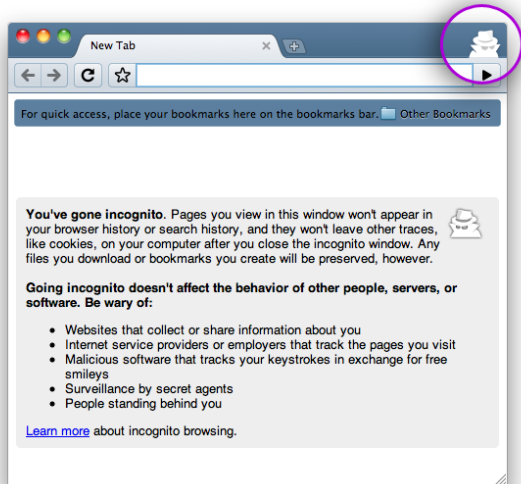 New Tab
For quick access, place your bookmarks here on the bookmarks bar. Other Bookmarks
You've gone incognito. Pages you view in this window won't appear in
your browser history or search history, and they won't leave other traces,
like cookies, on your computer after you close the incognito window. Any
files you download or bookmarks you create will be preserved, however.
Going incognito doesn't affect the behavior of other people, servers, or
software. Be wary of:
• Websites that collect or share information about you
• Internet service providers or employers that track the pages you visit
• Malicious software that tracks your keystrokes in exchange for free
smileys
• Surveillance by secret agents
• People standing behind you
Learn more about incognito browsing.